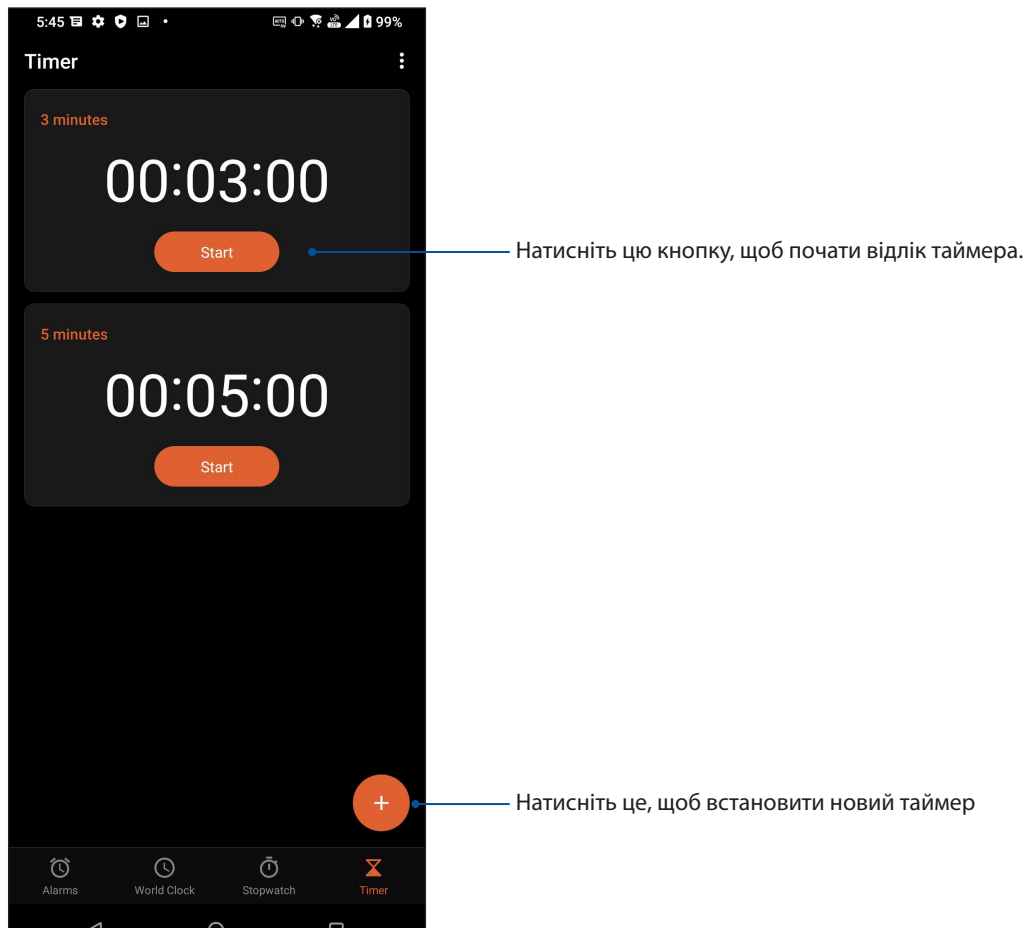 5:45 99%
Timer
3 minutes
00:03:00
Start
Натисніть цю кнопку, щоб почати відлік таймера.
5 minutes
00:05:00
Start
+
Натисніть це, щоб встановити новий таймер
Alarms World Clock Stopwatch Timer